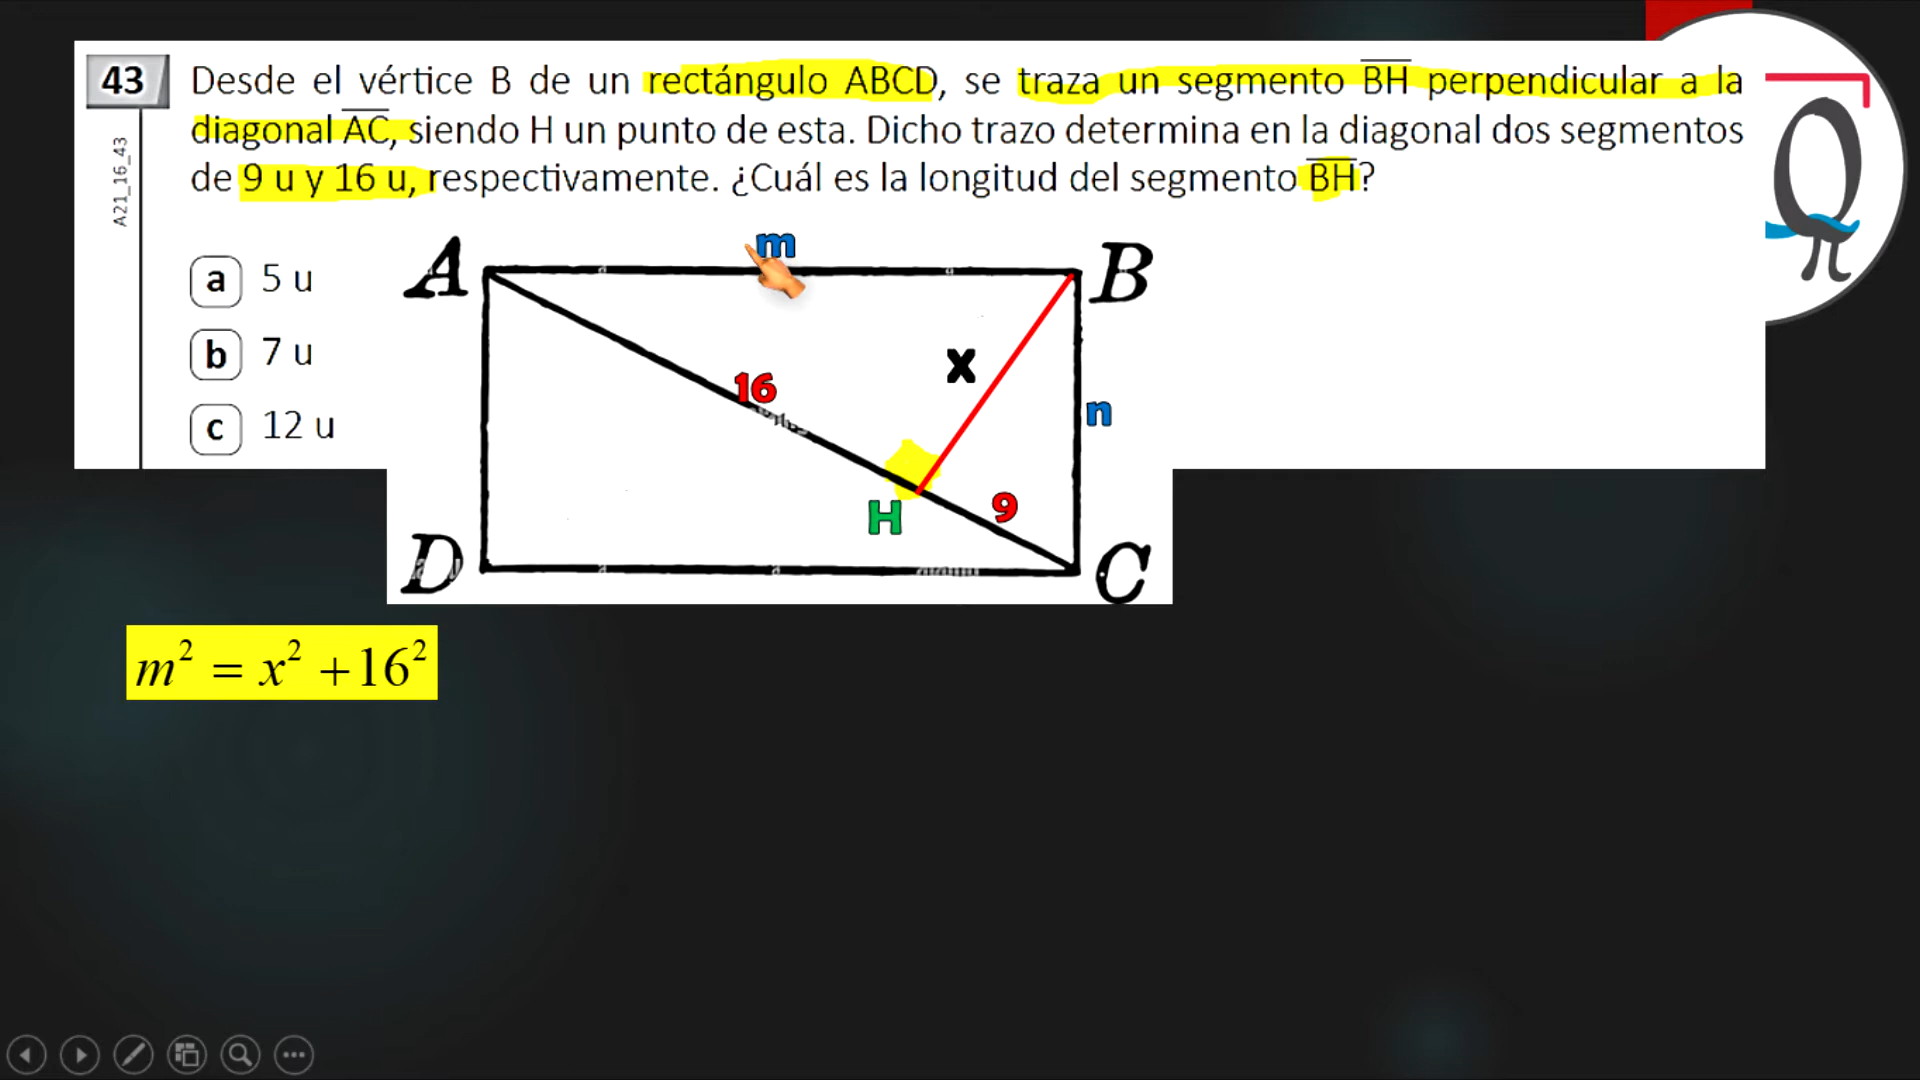 43 Desde el vértice B de un rectángulo ABCD, se traza un segmento BH perpendicular a la
diagonal AC, siendo H un punto de esta. Dicho trazo determina en la diagonal dos segmentos
de 9 u y 16 u, respectivamente. ¿Cuál es la longitud del segmento BH?
A21_16_43
a 5 u
b 7 u
c 12 u
A
m
B
16
X
n
H
9
D
C
Q
π
m² = x² + 16²